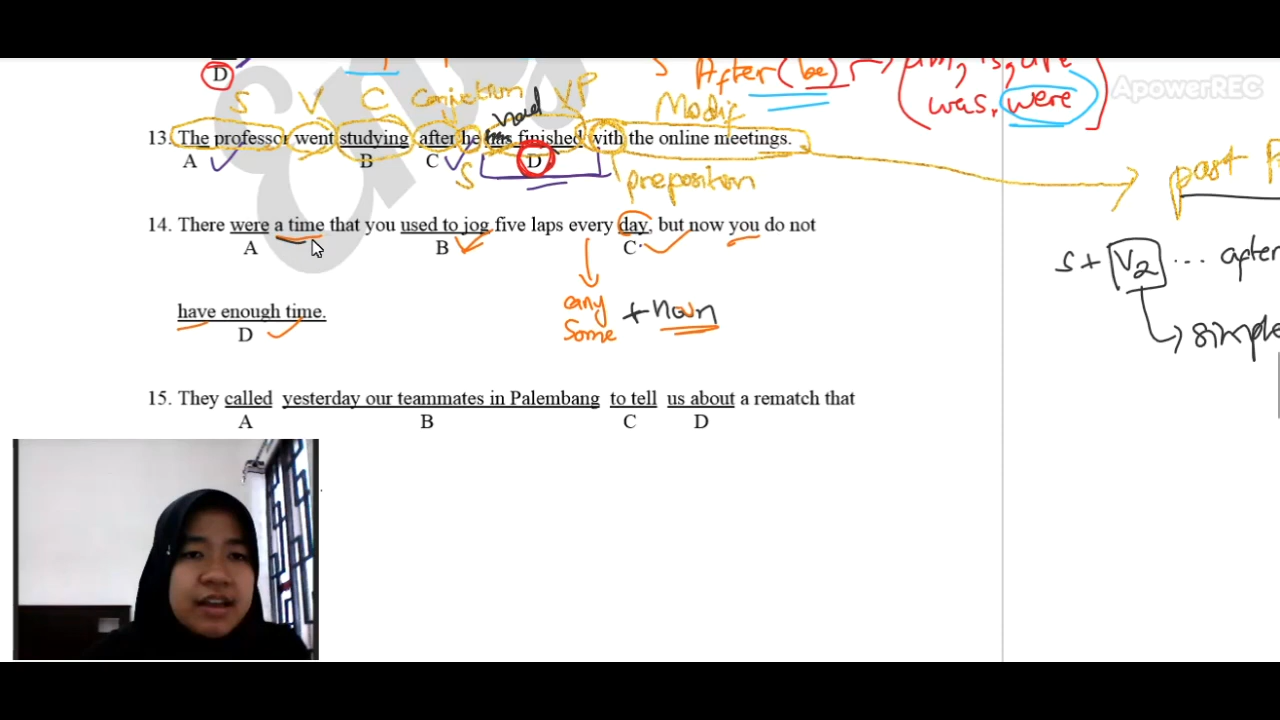 D
After (be)
was, were
ApowerREC
S V C Conjunction VP Modif
had
13. The professor went studying after he has finished with the online meetings.
A B C D
S preposition
past
14. There were a time that you used to jog five laps every day, but now you do not
A B C
S + V2 ... after
any
some + noun
have enough time.
D
simple
15. They called yesterday our teammates in Palembang to tell us about a rematch that
A B C D